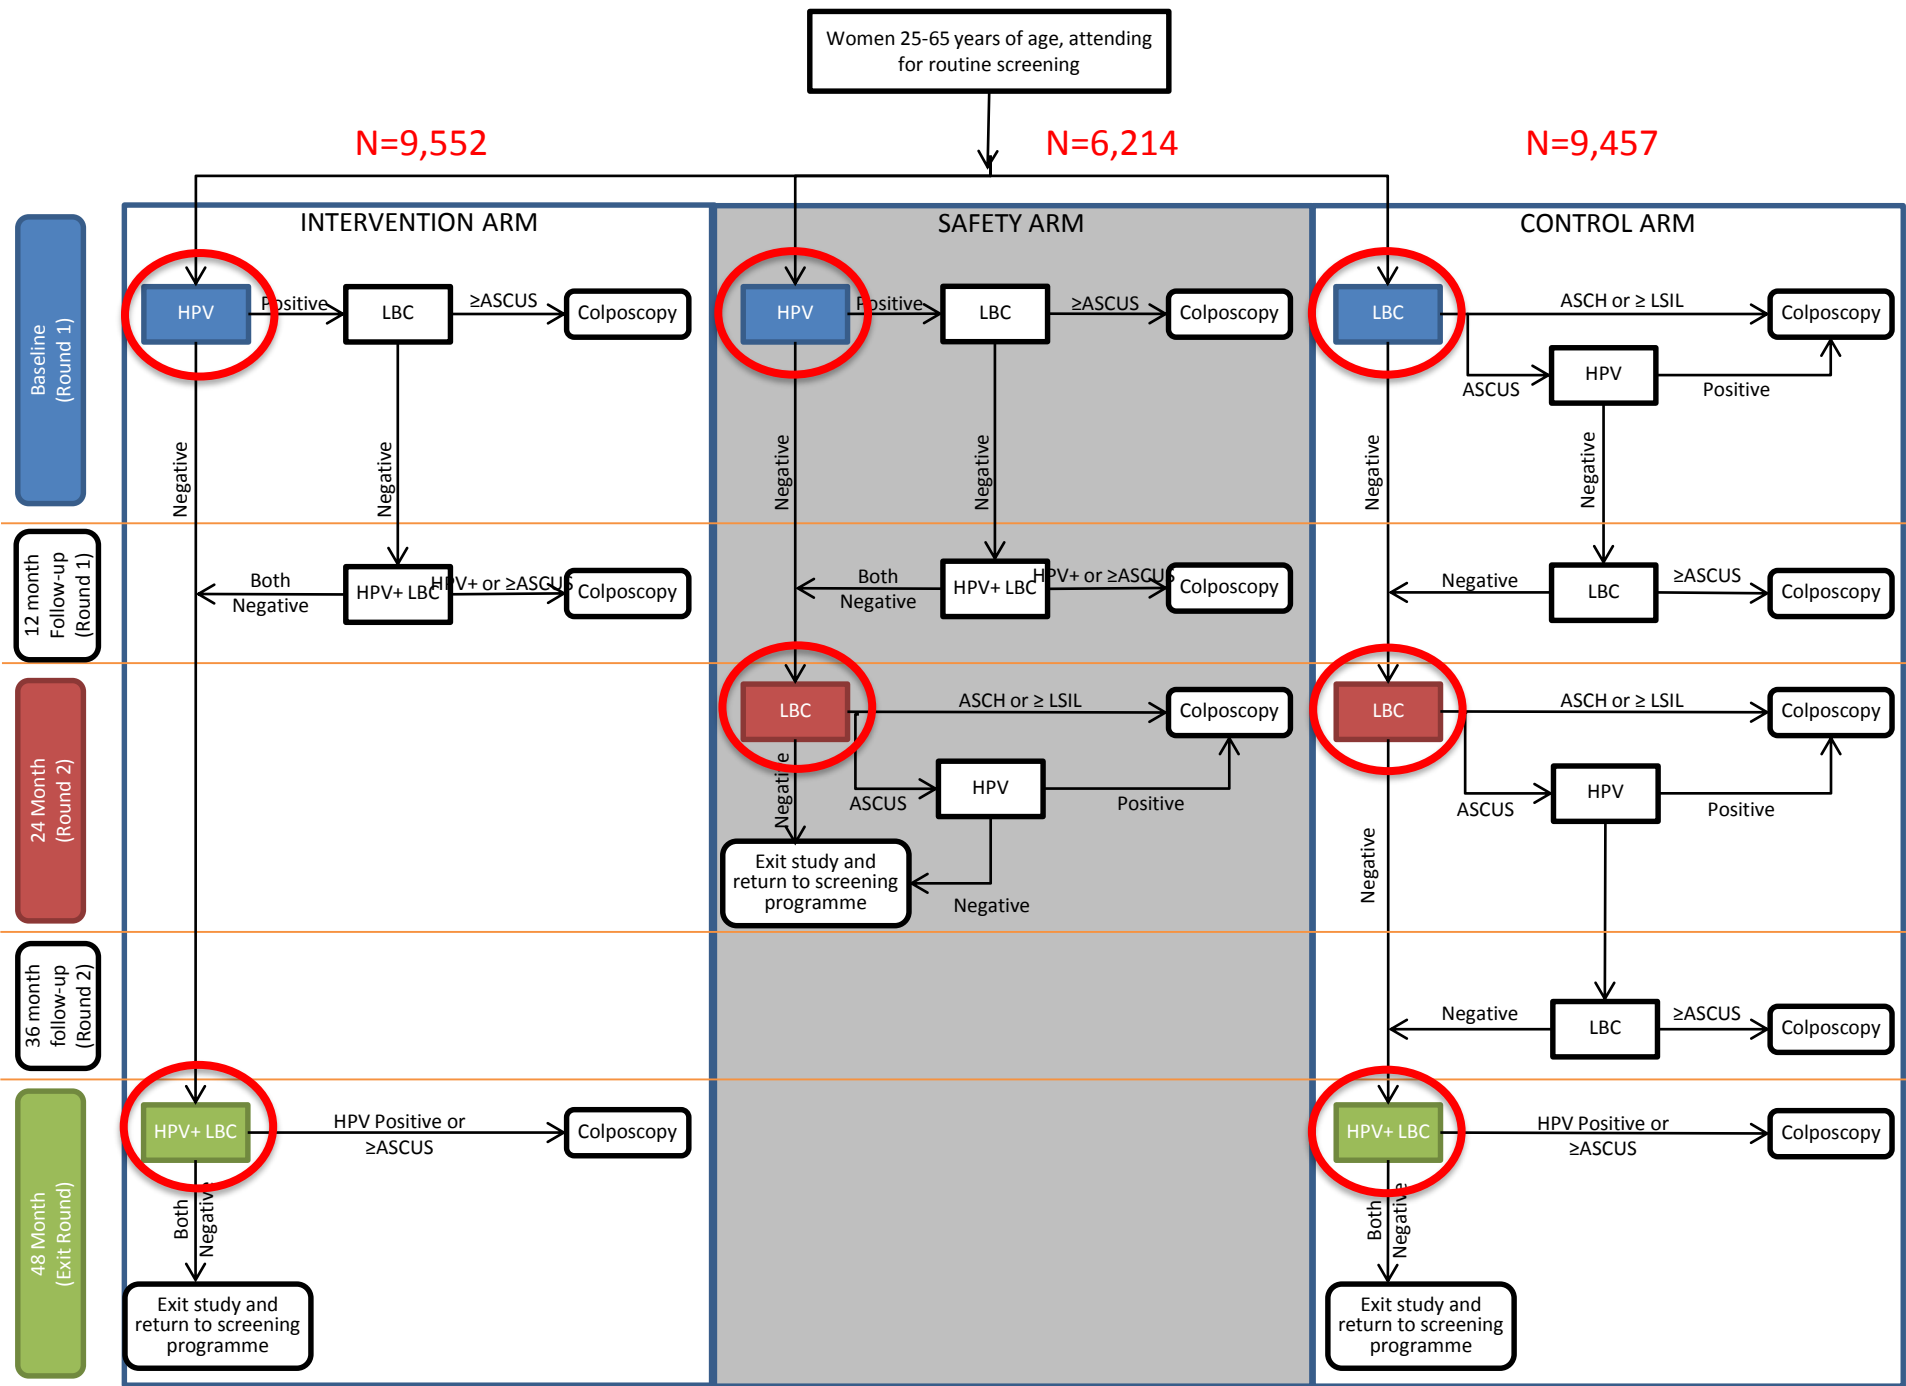 Women 25-65 years of age, attending
for routine screening
N=9,552
N=6,214
N=9,457
INTERVENTION ARM
SAFETY ARM
CONTROL ARM
Baseline
(Round 1)
HPV
Positive
LBC
≥ASCUS
Colposcopy
Negative
Negative
HPV
Positive
LBC
≥ASCUS
Colposcopy
Negative
Negative
LBC
ASCH or ≥ LSIL
Colposcopy
ASCUS
HPV
Positive
Negative
Negative
12 month
Follow-up
(Round 1)
Both
Negative
HPV+ LBC
HPV+ or ≥ASCUS
Colposcopy
Both
Negative
HPV+ LBC
HPV+ or ≥ASCUS
Colposcopy
Negative
LBC
≥ASCUS
Colposcopy
24 Month
(Round 2)
LBC
ASCH or ≥ LSIL
Colposcopy
ASCUS
HPV
Positive
Negative
Exit study and
return to screening
programme
Negative
LBC
ASCH or ≥ LSIL
Colposcopy
ASCUS
HPV
Positive
Negative
36 month
follow-up
(Round 2)
Negative
LBC
≥ASCUS
Colposcopy
48 Month
(Exit Round)
HPV+ LBC
HPV Positive or
≥ASCUS
Colposcopy
Both
Negative
Exit study and
return to screening
programme
HPV+ LBC
HPV Positive or
≥ASCUS
Colposcopy
Both
Negative
Exit study and
return to screening
programme